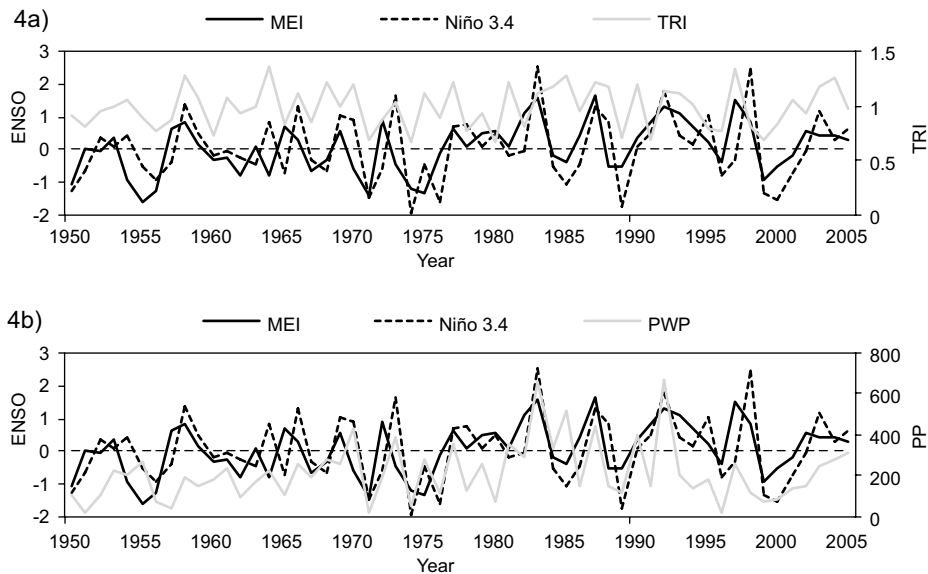 4a)
MEI Niño 3.4 TRI
3 1.5
2
1 1
0
0.5
-1
-2 0
ENSO
TRI
1950 1955 1960 1965 1970 1975 1980 1985 1990 1995 2000 2005
Year
4b)
MEI Niño 3.4 PWP
3 800
2 600
1
400
0
-1 200
-2 0
ENSO
PP
1950 1955 1960 1965 1970 1975 1980 1985 1990 1995 2000 2005
Year